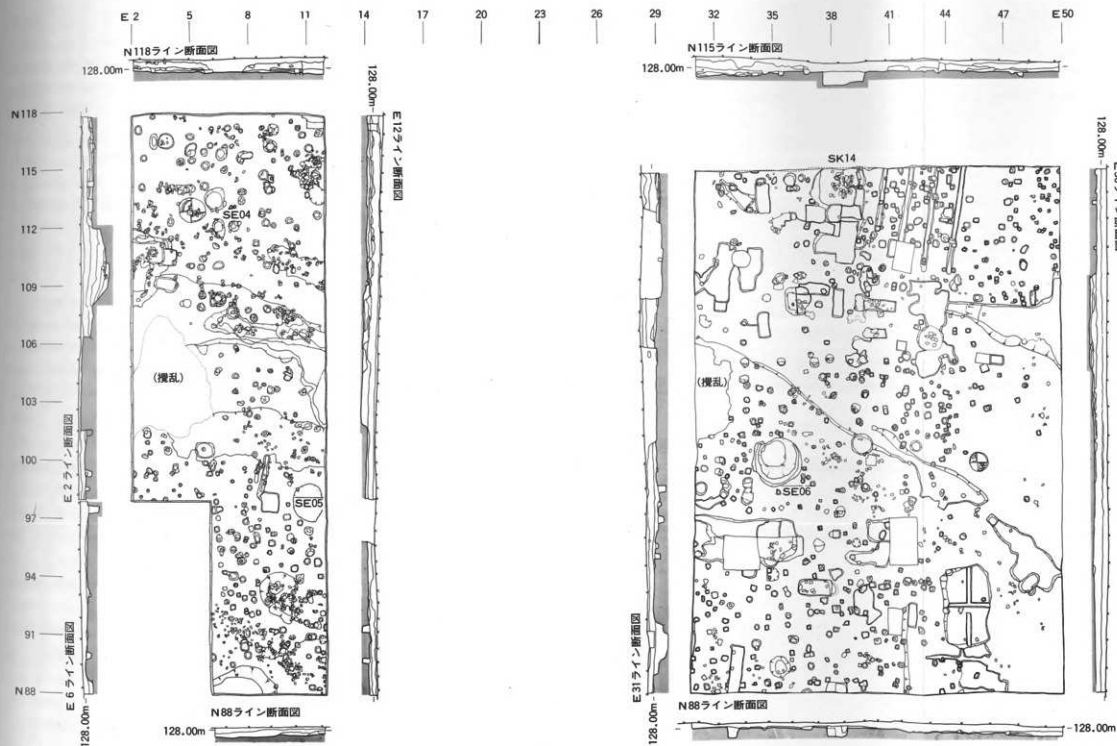 E 2 5 8 11 14 17 20 23 26 29 32 35 38 41 44 47 E 50
N118ライン断面図
128.00m
N115ライン断面図
128.00m
128.00m
E12ライン断面図
128.00m
N118
115
112
109
106
103
100
97
94
91
N88
SE04
(攪乱)
SE05
E 2ライン断面図
E 6ライン断面図
128.00m
N88ライン断面図
128.00m
SK14
(攪乱)
SE06
E31ライン断面図
128.00m
N88ライン断面図
128.00m